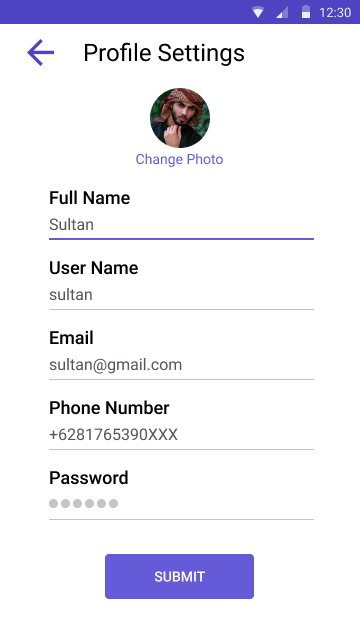 12:30
Profile Settings
Change Photo
Full Name
Sultan
User Name
sultan
Email
sultan@gmail.com
Phone Number
+6281765390XXX
Password
SUBMIT